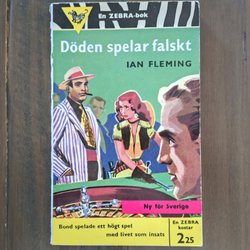 En ZEBRA-bok
Döden spelar falskt
IAN FLEMING
Ny för Sverige
Bond spelade ett högt spel
med livet som insats
En ZEBRA
kostar
2 25